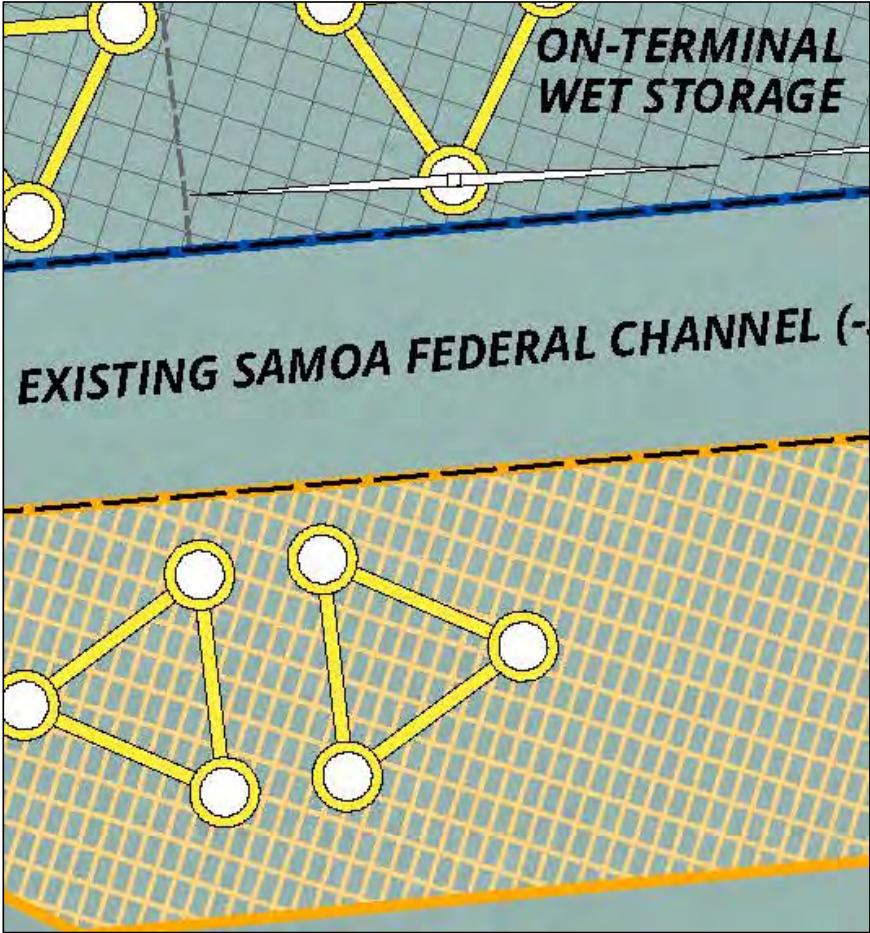 ON-TERMINAL
WET STORAGE
EXISTING SAMOA FEDERAL CHANNEL (-